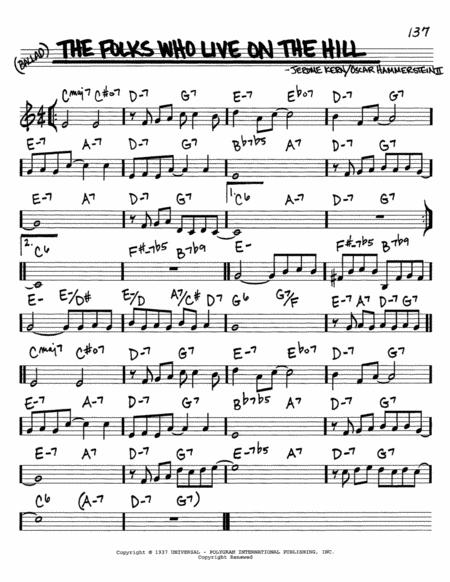 137
(BALLAD) THE FOLKS WHO LIVE ON THE HILL
-JEROME KERN/OSCAR HAMMERSTEIN II
Cmaj7 C#o7 D-7 G7 E-7 Ebo7 D-7 G7
E-7 A-7 D-7 G7 Bb7b5 A7
E-7 A7 D-7 G7 1. C6 A-7 D-7 G7
2. C6 F#-7b5 B7b9 E- F#-7b5 B7b9
E- E-/D# E-/D A7/C# D7 G6 G7/F E-7 A7 D-7 G7
Cmaj7 C#o7 D-7 G7 E-7 Ebo7 D-7 G7
E-7 A-7 D-7 G7 Bb7b5 A7
E-7 A7 D-7 G7 E-7b5 A7 D-7 G7
C6 (A-7 D-7 G7)
Copyright © 1937 UNIVERSAL - POLYGRAM INTERNATIONAL PUBLISHING, INC.
Copyright Renewed